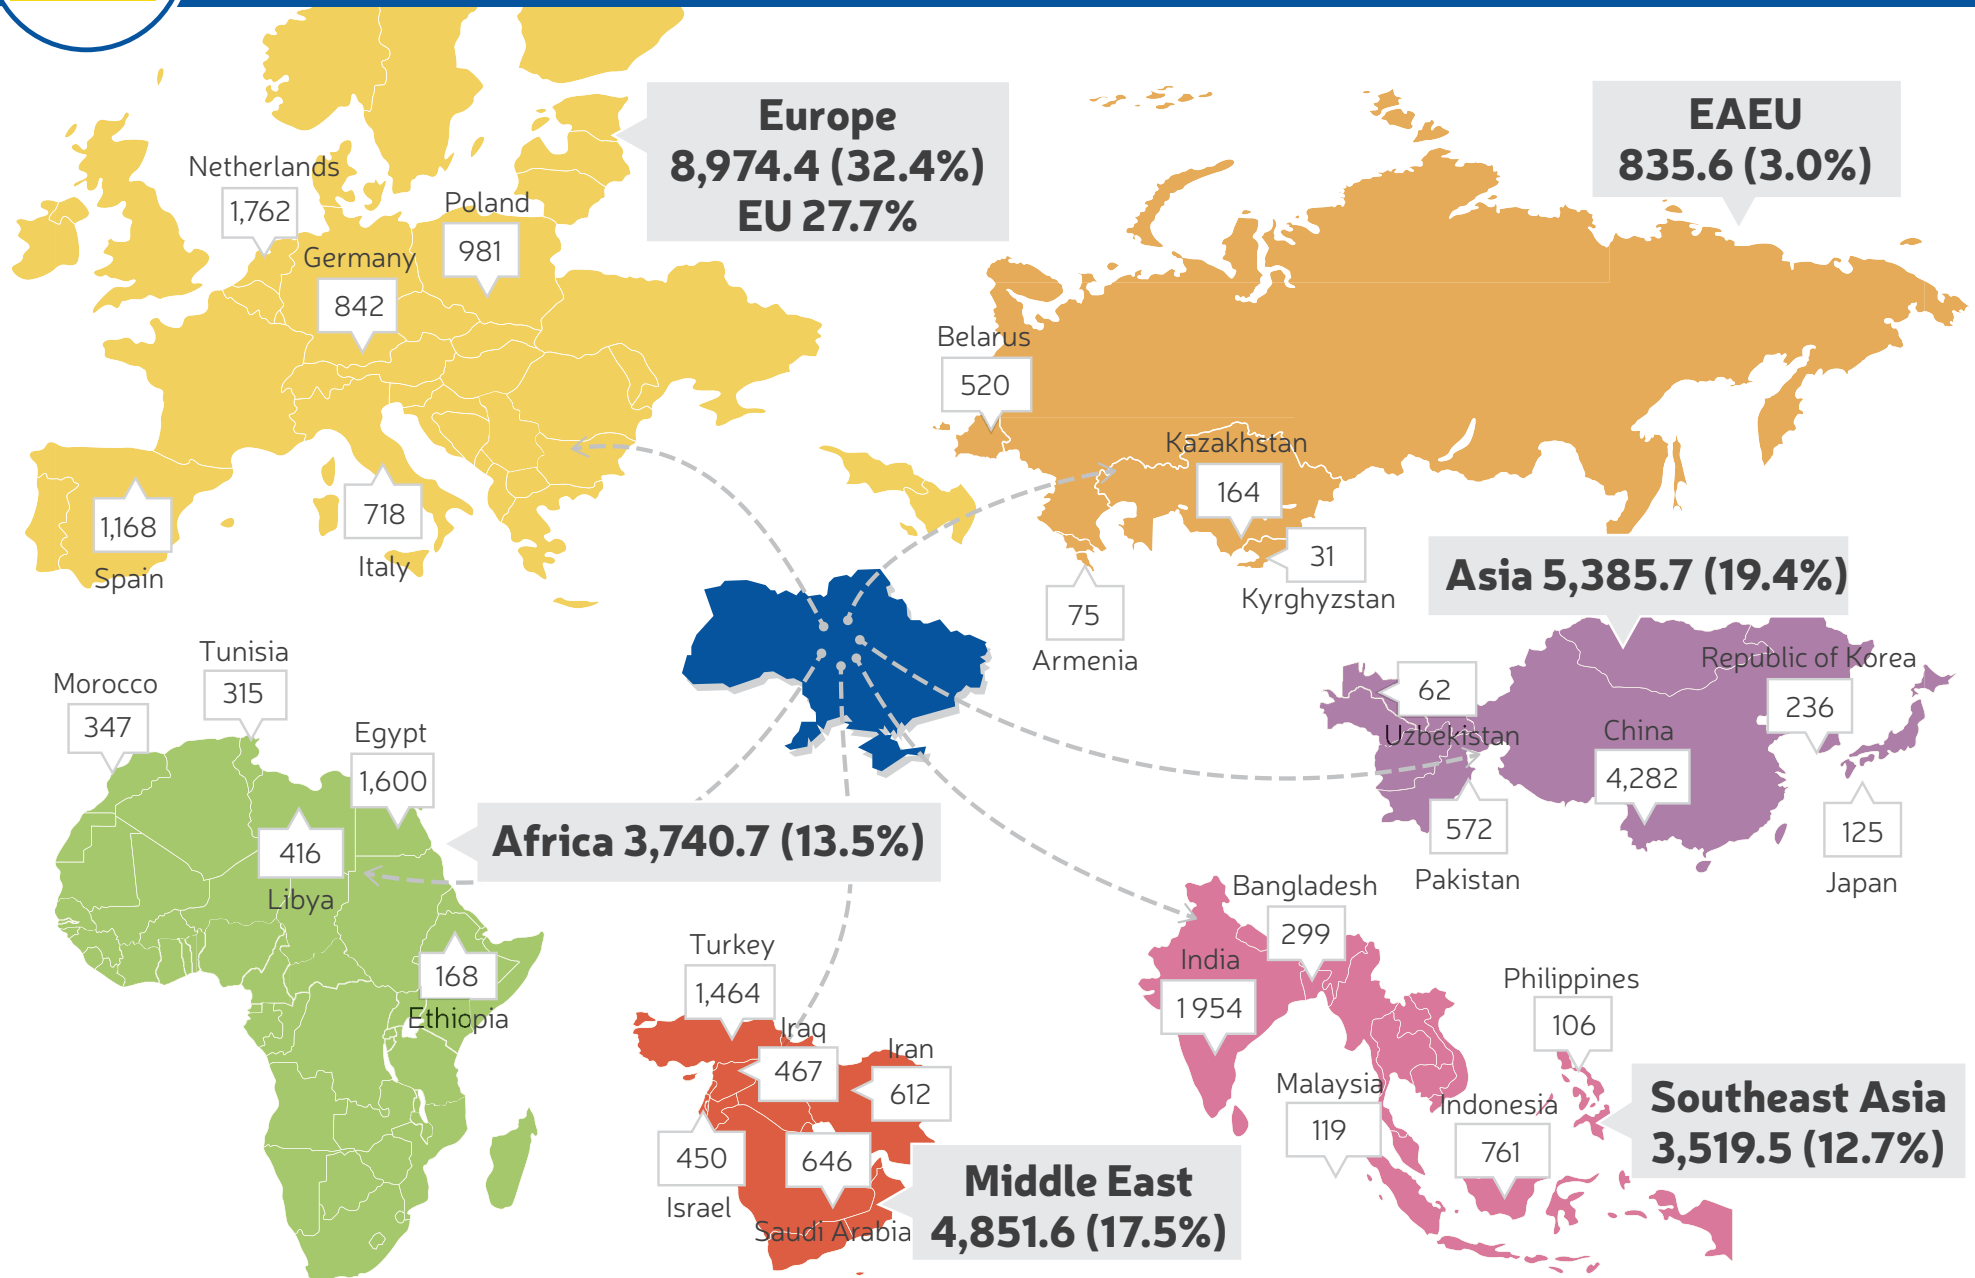 Europe
8,974.4 (32.4%)
EU 27.7%
EAEU
835.6 (3.0%)
Netherlands
1,762
Poland
981
Germany
842
Belarus
520
Kazakhstan
164
31
Kyrghyzstan
1,168
Spain
718
Italy
75
Armenia
Asia 5,385.7 (19.4%)
Tunisia
315
Morocco
347
Egypt
1,600
416
Libya
168
Ethiopia
Africa 3,740.7 (13.5%)
62
Uzbekistan
Republic of Korea
236
China
4,282
572
Pakistan
125
Japan
Turkey
1,464
Iraq
467
Iran
612
450
Israel
646
Saudi Arabia
Middle East
4,851.6 (17.5%)
Bangladesh
299
India
1 954
Philippines
106
Malaysia
119
Indonesia
761
Southeast Asia
3,519.5 (12.7%)